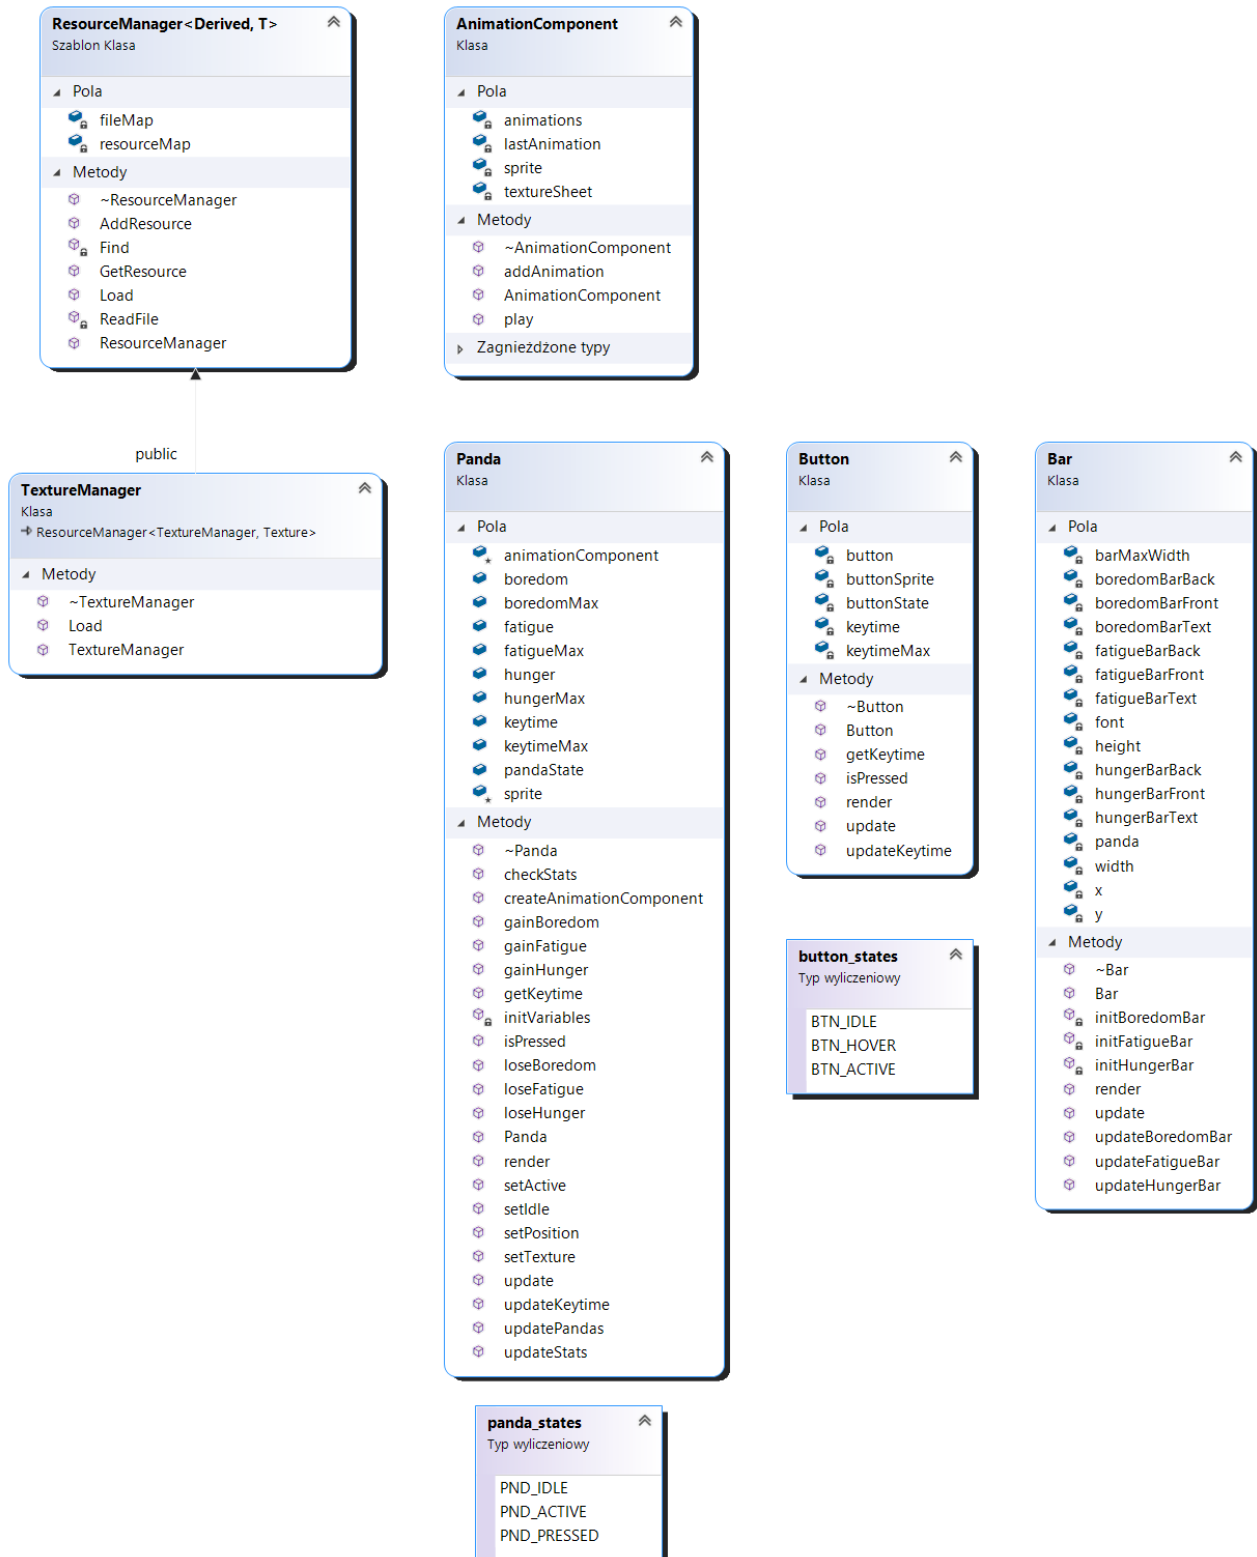 ResourceManager<Derived, T>
Szablon Klasa
Pola
fileMap
resourceMap
Metody
~ResourceManager
AddResource
Find
GetResource
Load
ReadFile
ResourceManager
AnimationComponent
Klasa
Pola
animations
lastAnimation
sprite
textureSheet
Metody
~AnimationComponent
addAnimation
AnimationComponent
play
Zagnieżdżone typy
public
TextureManager
Klasa
ResourceManager<TextureManager, Texture>
Metody
~TextureManager
Load
TextureManager
Panda
Klasa
Pola
animationComponent
boredom
boredomMax
fatigue
fatigueMax
hunger
hungerMax
keytime
keytimeMax
pandaState
sprite
Metody
~Panda
checkStats
createAnimationComponent
gainBoredom
gainFatigue
gainHunger
getKeytime
initVariables
isPressed
loseBoredom
loseFatigue
loseHunger
Panda
render
setActive
setIdle
setPosition
setTexture
update
updateKeytime
updatePandas
updateStats
Button
Klasa
Pola
button
buttonSprite
buttonState
keytime
keytimeMax
Metody
~Button
Button
getKeytime
isPressed
render
update
updateKeytime
button_states
Typ wyliczeniowy
BTN_IDLE
BTN_HOVER
BTN_ACTIVE
Bar
Klasa
Pola
barMaxWidth
boredomBarBack
boredomBarFront
boredomBarText
fatigueBarBack
fatigueBarFront
fatigueBarText
font
height
hungerBarBack
hungerBarFront
hungerBarText
panda
width
x
y
Metody
~Bar
Bar
initBoredomBar
initFatigueBar
initHungerBar
render
update
updateBoredomBar
updateFatigueBar
updateHungerBar
panda_states
Typ wyliczeniowy
PND_IDLE
PND_ACTIVE
PND_PRESSED